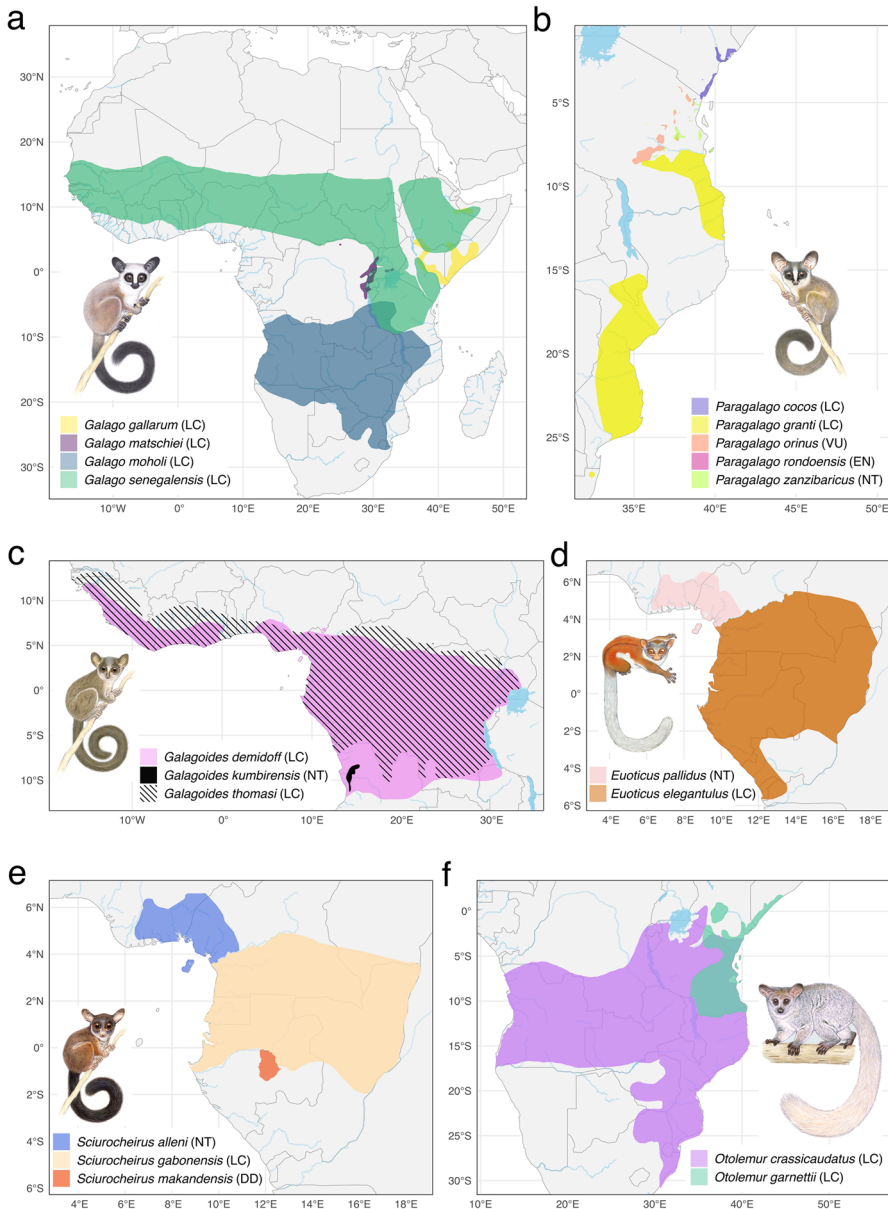 a
30°N
20°N
10°N
0°
10°S
20°S
30°S
10°W
0°
10°E
20°E
30°E
40°E
50°E
Galago gallarum (LC)
Galago matschiei (LC)
Galago moholi (LC)
Galago senegalensis (LC)
b
5°S
10°S
15°S
20°S
25°S
35°E
40°E
45°E
50°E
Paragalago cocos (LC)
Paragalago granti (LC)
Paragalago orinus (VU)
Paragalago rondoensis (EN)
Paragalago zanzibaricus (NT)
c
10°N
5°N
0°
5°S
10°S
10°W
0°
10°E
20°E
30°E
Galagoides demidoff (LC)
Galagoides kumbirensis (NT)
Galagoides thomasi (LC)
d
6°N
4°N
2°N
0°
2°S
4°S
6°S
4°E
6°E
8°E
10°E
12°E
14°E
16°E
18°E
Euoticus pallidus (NT)
Euoticus elegantulus (LC)
e
6°N
4°N
2°N
0°
2°S
4°S
6°S
4°E
8°E
12°E
16°E
Sciurocheirus alleni (NT)
Sciurocheirus gabonensis (LC)
Sciurocheirus makandensis (DD)
f
0°
5°S
10°S
15°S
20°S
25°S
30°S
10°E
20°E
30°E
40°E
50°E
Otolemur crassicaudatus (LC)
Otolemur garnettii (LC)